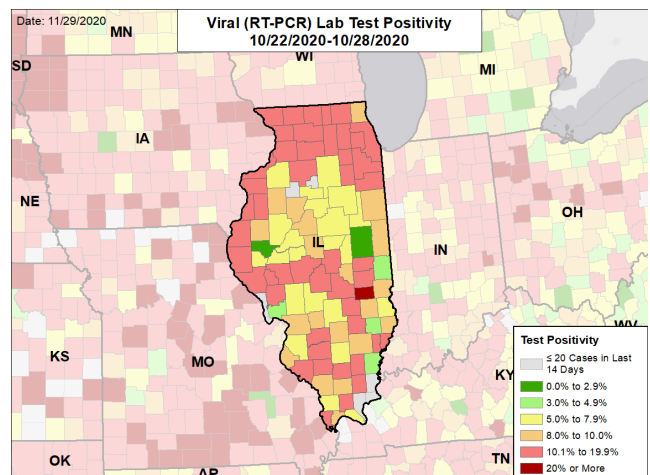 Date: 11/29/2020
Viral (RT-PCR) Lab Test Positivity
10/22/2020-10/28/2020
MN
SD
WI
MI
IA
NE
IL
IN
OH
WV
KS
MO
KY
OK
AR
TN
Test Positivity
≤ 20 Cases in Last
14 Days
0.0% to 2.9%
3.0% to 4.9%
5.0% to 7.9%
8.0% to 10.0%
10.1% to 19.9%
20% or More